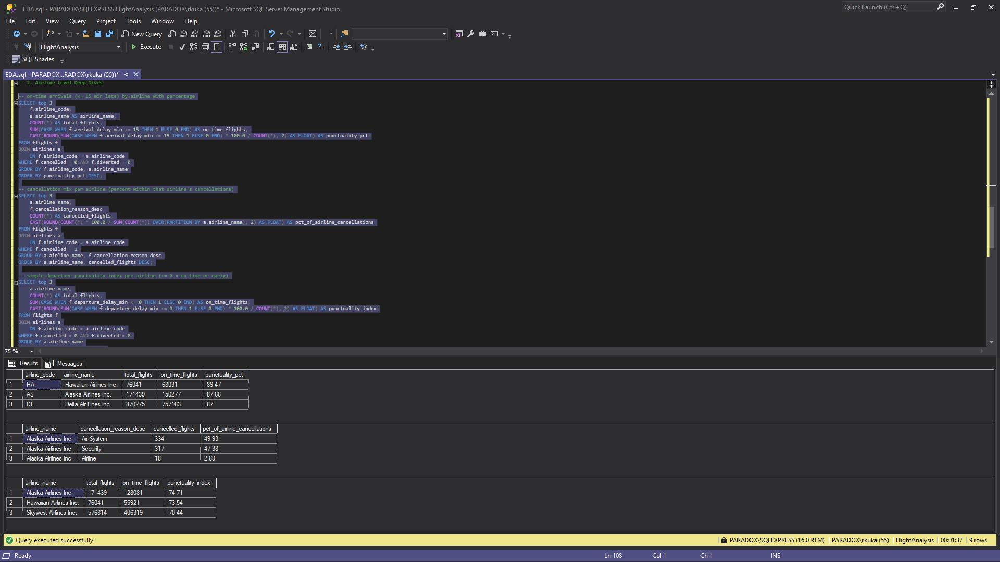 EDA.sql - PARADOX\SQLEXPRESS.FlightAnalysis (PARADOX\rkuka (55))* - Microsoft SQL Server Management Studio
Quick Launch (Ctrl+Q)
File Edit View Query Project Tools Window Help
New Query
MDX DMX XMLA DAX
FlightAnalysis
Execute
SQL Shades
EDA.sql - PARADOX...RADOX\rkuka (55))*
-- 2. Airline-Level Deep Dives
-- on-time arrivals (<= 15 min late) by airline with percentage
SELECT top 3
f.airline_code,
a.airline_name AS airline_name,
COUNT(*) AS total_flights,
SUM(CASE WHEN f.arrival_delay_min <= 15 THEN 1 ELSE 0 END) AS on_time_flights,
CAST(ROUND(SUM(CASE WHEN f.arrival_delay_min <= 15 THEN 1 ELSE 0 END) * 100.0 / COUNT(*), 2) AS FLOAT) AS punctuality_pct
FROM flights f
JOIN airlines a
ON f.airline_code = a.airline_code
WHERE f.cancelled = 0 AND f.diverted = 0
GROUP BY f.airline_code, a.airline_name
ORDER BY punctuality_pct DESC;
-- cancellation mix per airline (percent within that airline's cancellations)
SELECT top 3
a.airline_name,
f.cancellation_reason_desc,
COUNT(*) AS cancelled_flights,
CAST(ROUND(COUNT(*) * 100.0 / SUM(COUNT(*)) OVER(PARTITION BY a.airline_name), 2) AS FLOAT) AS pct_of_airline_cancellations
FROM flights f
JOIN airlines a
ON f.airline_code = a.airline_code
WHERE f.cancelled = 1
GROUP BY a.airline_name, f.cancellation_reason_desc
ORDER BY a.airline_name, cancelled_flights DESC;
-- simple departure punctuality index per airline (<= 0 = on time or early)
SELECT top 3
a.airline_name,
COUNT(*) AS total_flights,
SUM(CASE WHEN f.departure_delay_min <= 0 THEN 1 ELSE 0 END) AS on_time_flights,
CAST(ROUND(SUM(CASE WHEN f.departure_delay_min <= 0 THEN 1 ELSE 0 END) * 100.0 / COUNT(*), 2) AS FLOAT) AS punctuality_index
FROM flights f
JOIN airlines a
ON f.airline_code = a.airline_code
WHERE f.cancelled = 0 AND f.diverted = 0
GROUP BY a.airline_name
75 %
Results Messages
airline_code airline_name total_flights on_time_flights punctuality_pct
1 HA Hawaiian Airlines Inc. 76041 68031 89.47
2 AS Alaska Airlines Inc. 171439 150277 87.66
3 DL Delta Air Lines Inc. 870275 757163 87
airline_name cancellation_reason_desc cancelled_flights pct_of_airline_cancellations
1 Alaska Airlines Inc. Air System 334 49.93
2 Alaska Airlines Inc. Security 317 47.38
3 Alaska Airlines Inc. Airline 18 2.69
airline_name total_flights on_time_flights punctuality_index
1 Alaska Airlines Inc. 171439 128081 74.71
2 Hawaiian Airlines Inc. 76041 55921 73.54
3 Skywest Airlines Inc. 576814 406319 70.44
Query executed successfully.
PARADOX\SQLEXPRESS (16.0 RTM) PARADOX\rkuka (55) FlightAnalysis 00:01:37 9 rows
Ready
Ln 108 Col 1 Ch 1 INS